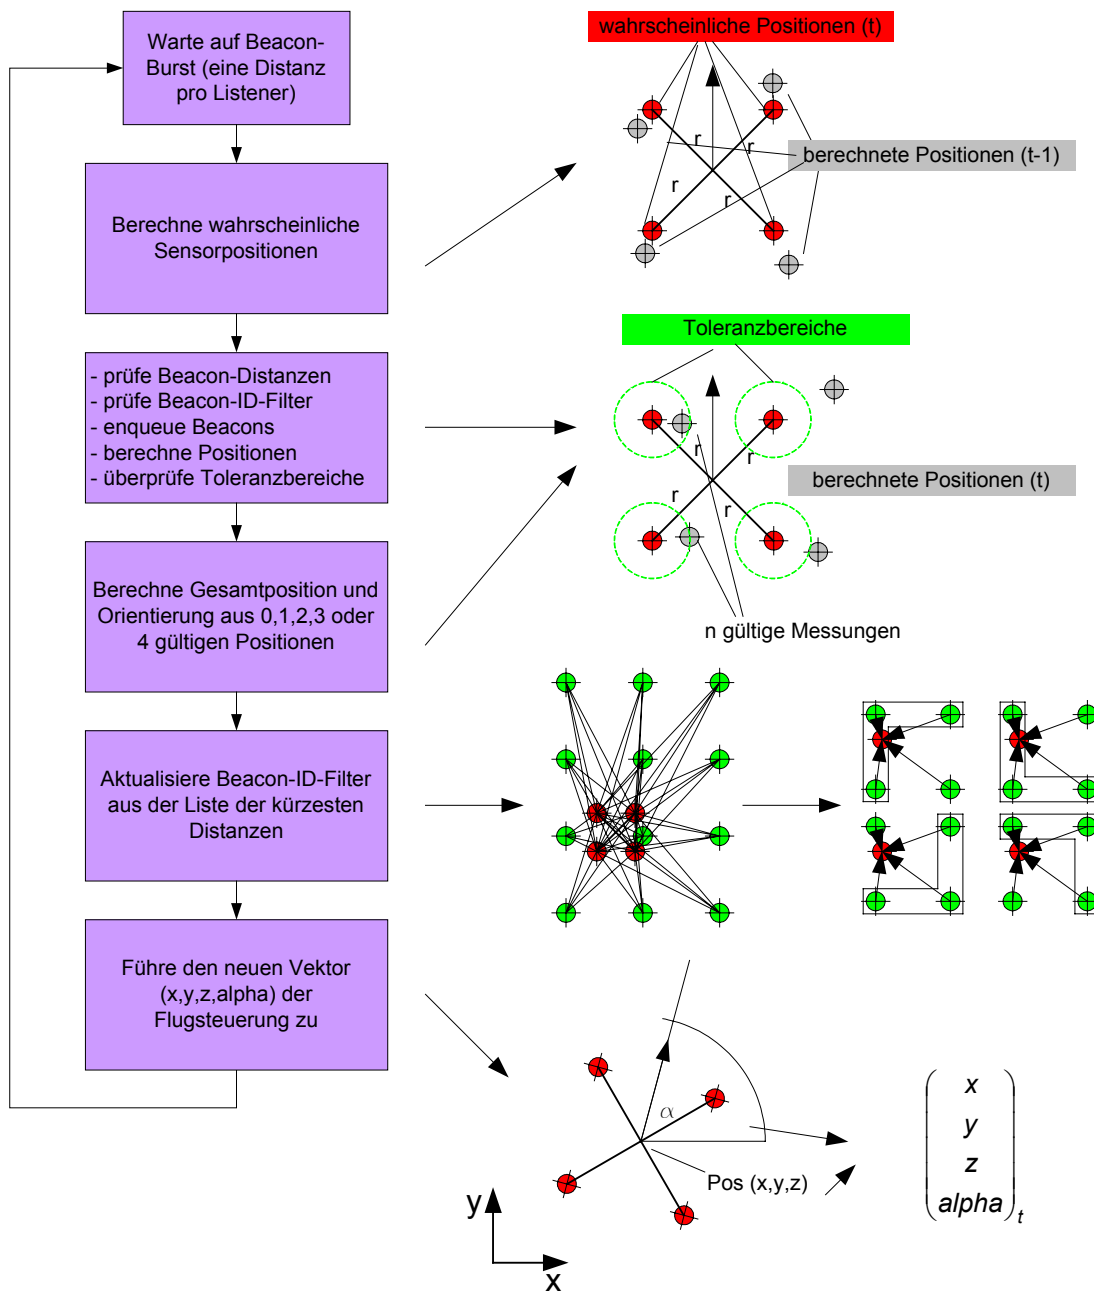 Warte auf Beacon-
Burst (eine Distanz
pro Listener)
Berechne wahrscheinliche
Sensorpositionen
- prüfe Beacon-Distanzen
- prüfe Beacon-ID-Filter
- enqueue Beacons
- berechne Positionen
- überprüfe Toleranzbereiche
Berechne Gesamtposition und
Orientierung aus 0,1,2,3 oder
4 gültigen Positionen
Aktualisiere Beacon-ID-Filter
aus der Liste der kürzesten
Distanzen
Führe den neuen Vektor
(x,y,z,alpha) der
Flugsteuerung zu
wahrscheinliche Positionen (t)
r
r
r
r
berechnete Positionen (t-1)
Toleranzbereiche
r
r
r
r
berechnete Positionen (t)
n gültige Messungen
α
Pos (x,y,z)
y
x
x
y
z
alpha
t